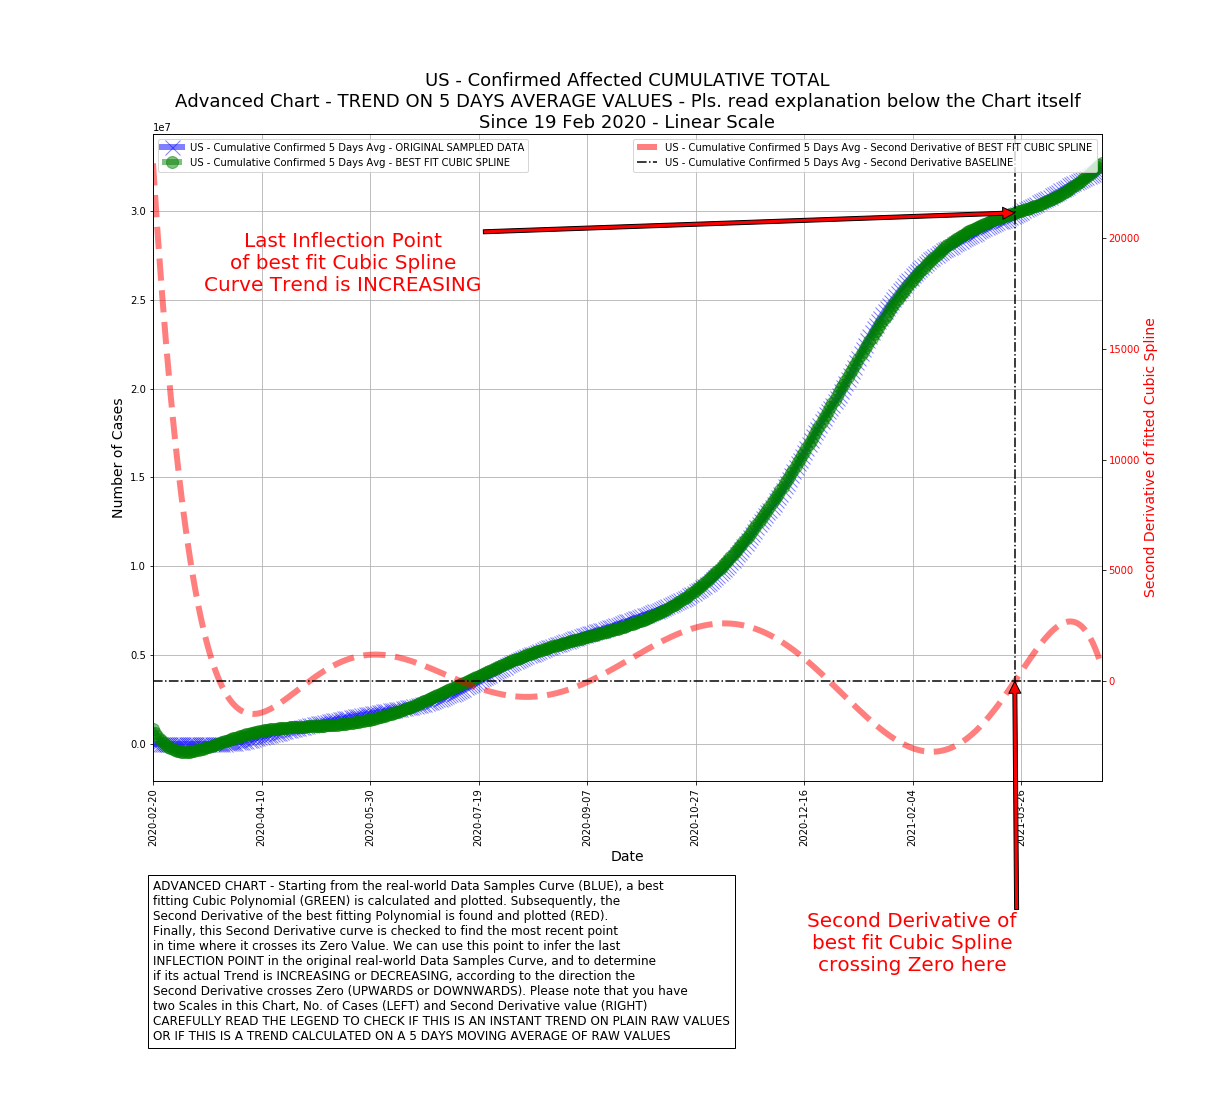 US - Confirmed Affected CUMULATIVE TOTAL
Advanced Chart - TREND ON 5 DAYS AVERAGE VALUES - Pls. read explanation below the Chart itself
Since 19 Feb 2020 - Linear Scale
1e7
US - Cumulative Confirmed 5 Days Avg - ORIGINAL SAMPLED DATA
US - Cumulative Confirmed 5 Days Avg - BEST FIT CUBIC SPLINE
US - Cumulative Confirmed 5 Days Avg - Second Derivative of BEST FIT CUBIC SPLINE
US - Cumulative Confirmed 5 Days Avg - Second Derivative BASELINE
Last Inflection Point
of best fit Cubic Spline
Curve Trend is INCREASING
3.0
2.5
2.0
1.5
1.0
0.5
0.0
Number of Cases
20000
15000
10000
5000
0
Second Derivative of fitted Cubic Spline
2020-02-20
2020-04-10
2020-05-30
2020-07-19
2020-09-07
2020-10-27
2020-12-16
2021-02-04
2021-03-26
Date
ADVANCED CHART - Starting from the real-world Data Samples Curve (BLUE), a best
fitting Cubic Polynomial (GREEN) is calculated and plotted. Subsequently, the
Second Derivative of the best fitting Polynomial is found and plotted (RED).
Finally, this Second Derivative curve is checked to find the most recent point
in time where it crosses its Zero Value. We can use this point to infer the last
INFLECTION POINT in the original real-world Data Samples Curve, and to determine
if its actual Trend is INCREASING or DECREASING, according to the direction the
Second Derivative crosses Zero (UPWARDS or DOWNWARDS). Please note that you have
two Scales in this Chart, No. of Cases (LEFT) and Second Derivative value (RIGHT)
CAREFULLY READ THE LEGEND TO CHECK IF THIS IS AN INSTANT TREND ON PLAIN RAW VALUES
OR IF THIS IS A TREND CALCULATED ON A 5 DAYS MOVING AVERAGE OF RAW VALUES
Second Derivative of
best fit Cubic Spline
crossing Zero here